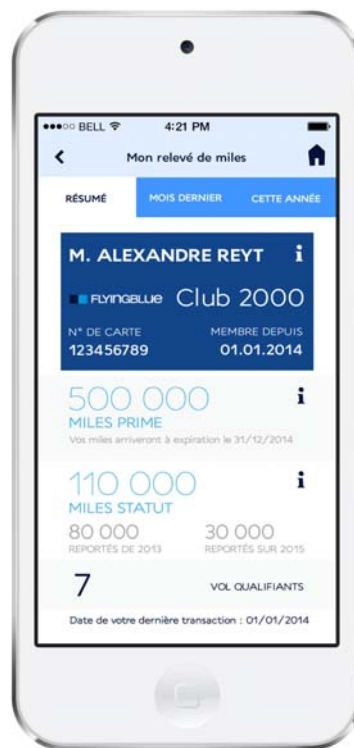 BELL 4:21 PM
Mon relevé de miles
RÉSUMÉ MOIS DERNIER CETTE ANNÉE
M. ALEXANDRE REYT i
FLYINGBLUE Club 2000
N° DE CARTE MEMBRE DEPUIS
123456789 01.01.2014
500 000 i
MILES PRIME
Vos miles arriveront à expiration le 31/12/2014
110 000 i
MILES STATUT
80 000 30 000
REPORTÉS DE 2013 REPORTÉS SUR 2015
7 VOL QUALIFIANTS
Date de votre dernière transaction : 01/01/2014